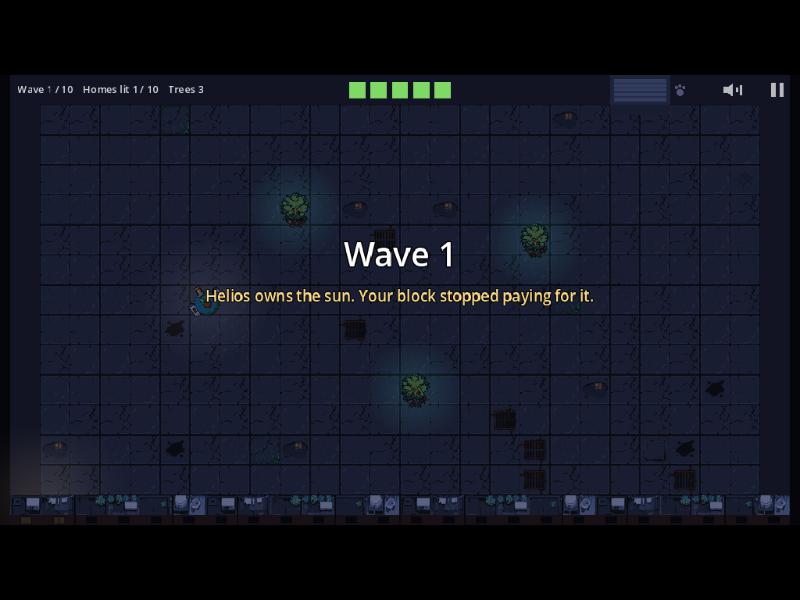 Wave 1 / 10 Homes lit 1 / 10 Trees 3
Wave 1
Helios owns the sun. Your block stopped paying for it.